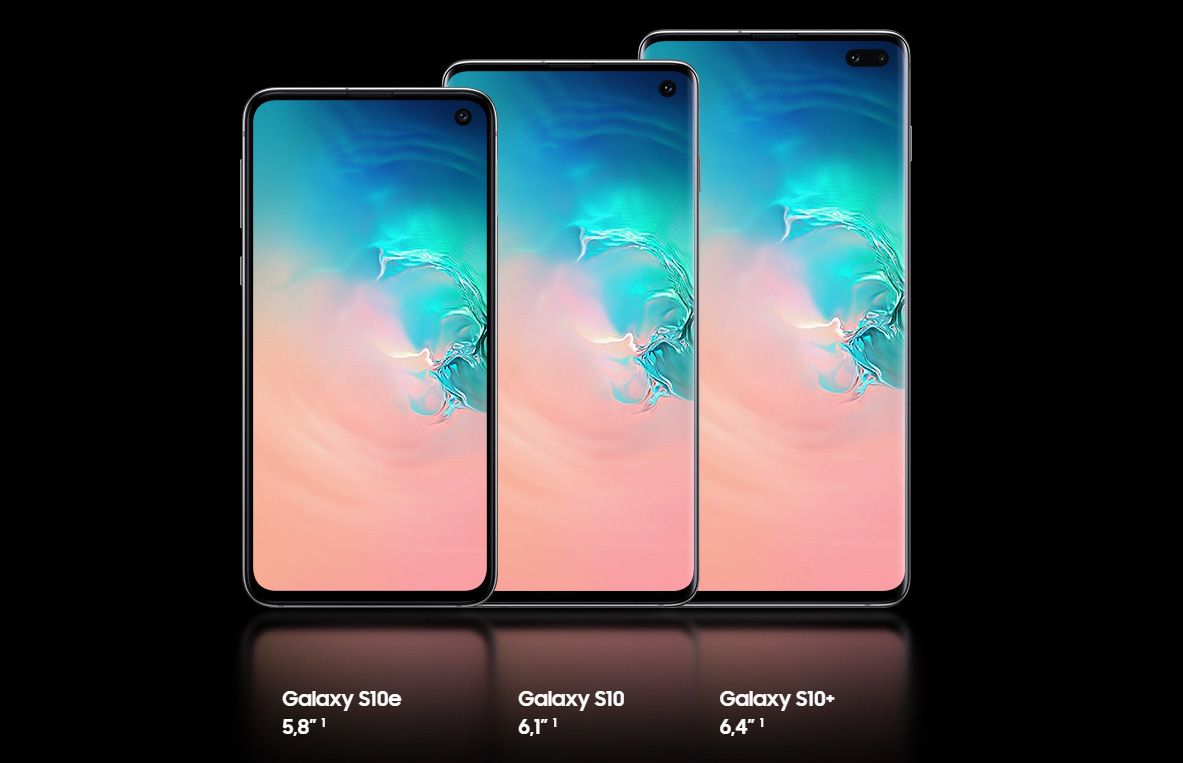 Galaxy S10e
5,8” 1
Galaxy S10
6,1” 1
Galaxy S10+
6,4” 1